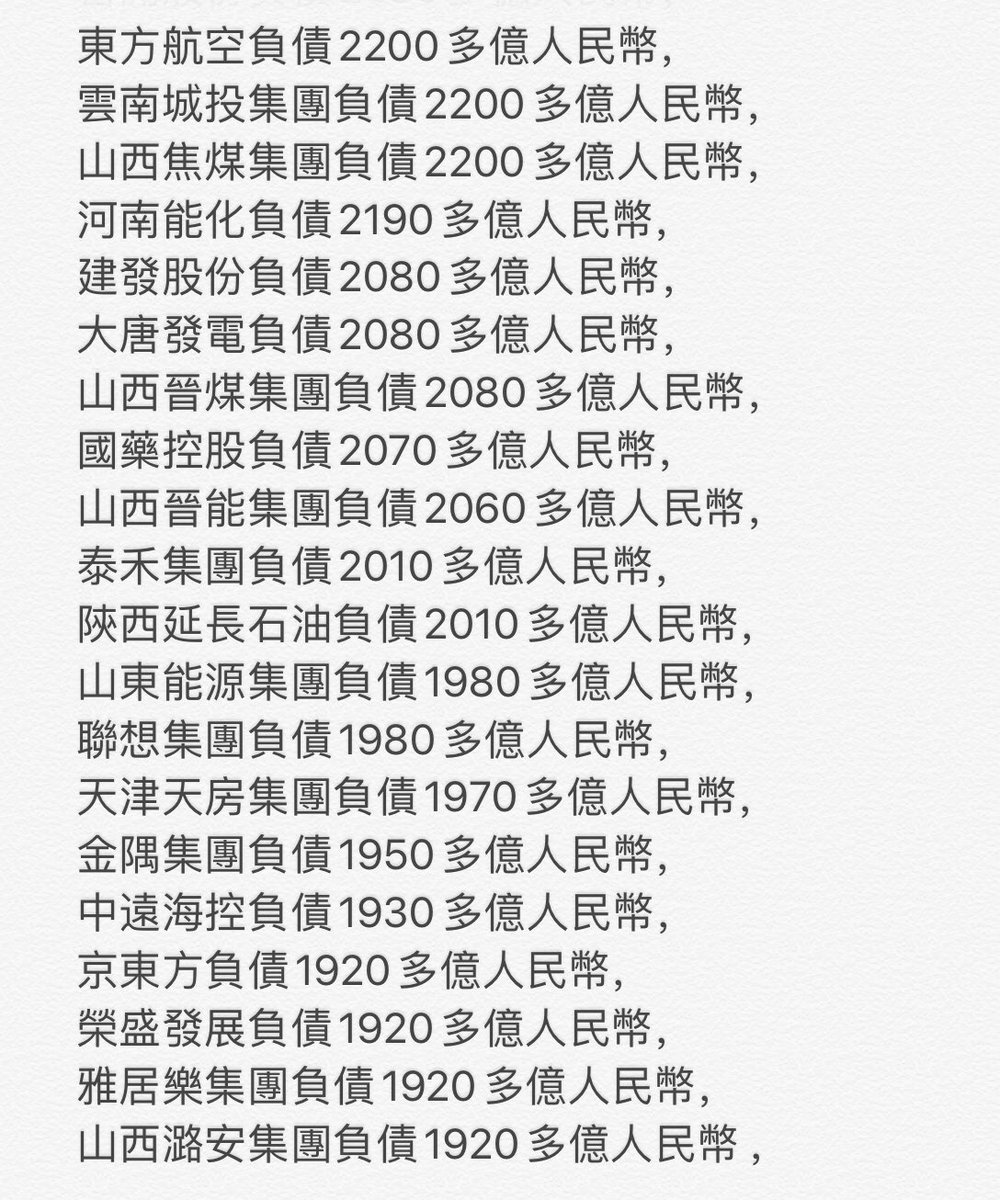 東方航空負債2200多億人民幣，
雲南城投集團負債2200多億人民幣，
山西焦煤集團負債2200多億人民幣，
河南能化負債2190多億人民幣，
建發股份負債2080多億人民幣，
大唐發電負債2080多億人民幣，
山西晉煤集團負債2080多億人民幣，
國藥控股負債2070多億人民幣，
山西晉能集團負債2060多億人民幣，
泰禾集團負債2010多億人民幣，
陝西延長石油負債2010多億人民幣，
山東能源集團負債1980多億人民幣，
聯想集團負債1980多億人民幣，
天津天房集團負債1970多億人民幣，
金隅集團負債1950多億人民幣，
中遠海控負債1930多億人民幣，
京東方負債1920多億人民幣，
榮盛發展負債1920多億人民幣，
雅居樂集團負債1920多億人民幣，
山西潞安集團負債1920多億人民幣，